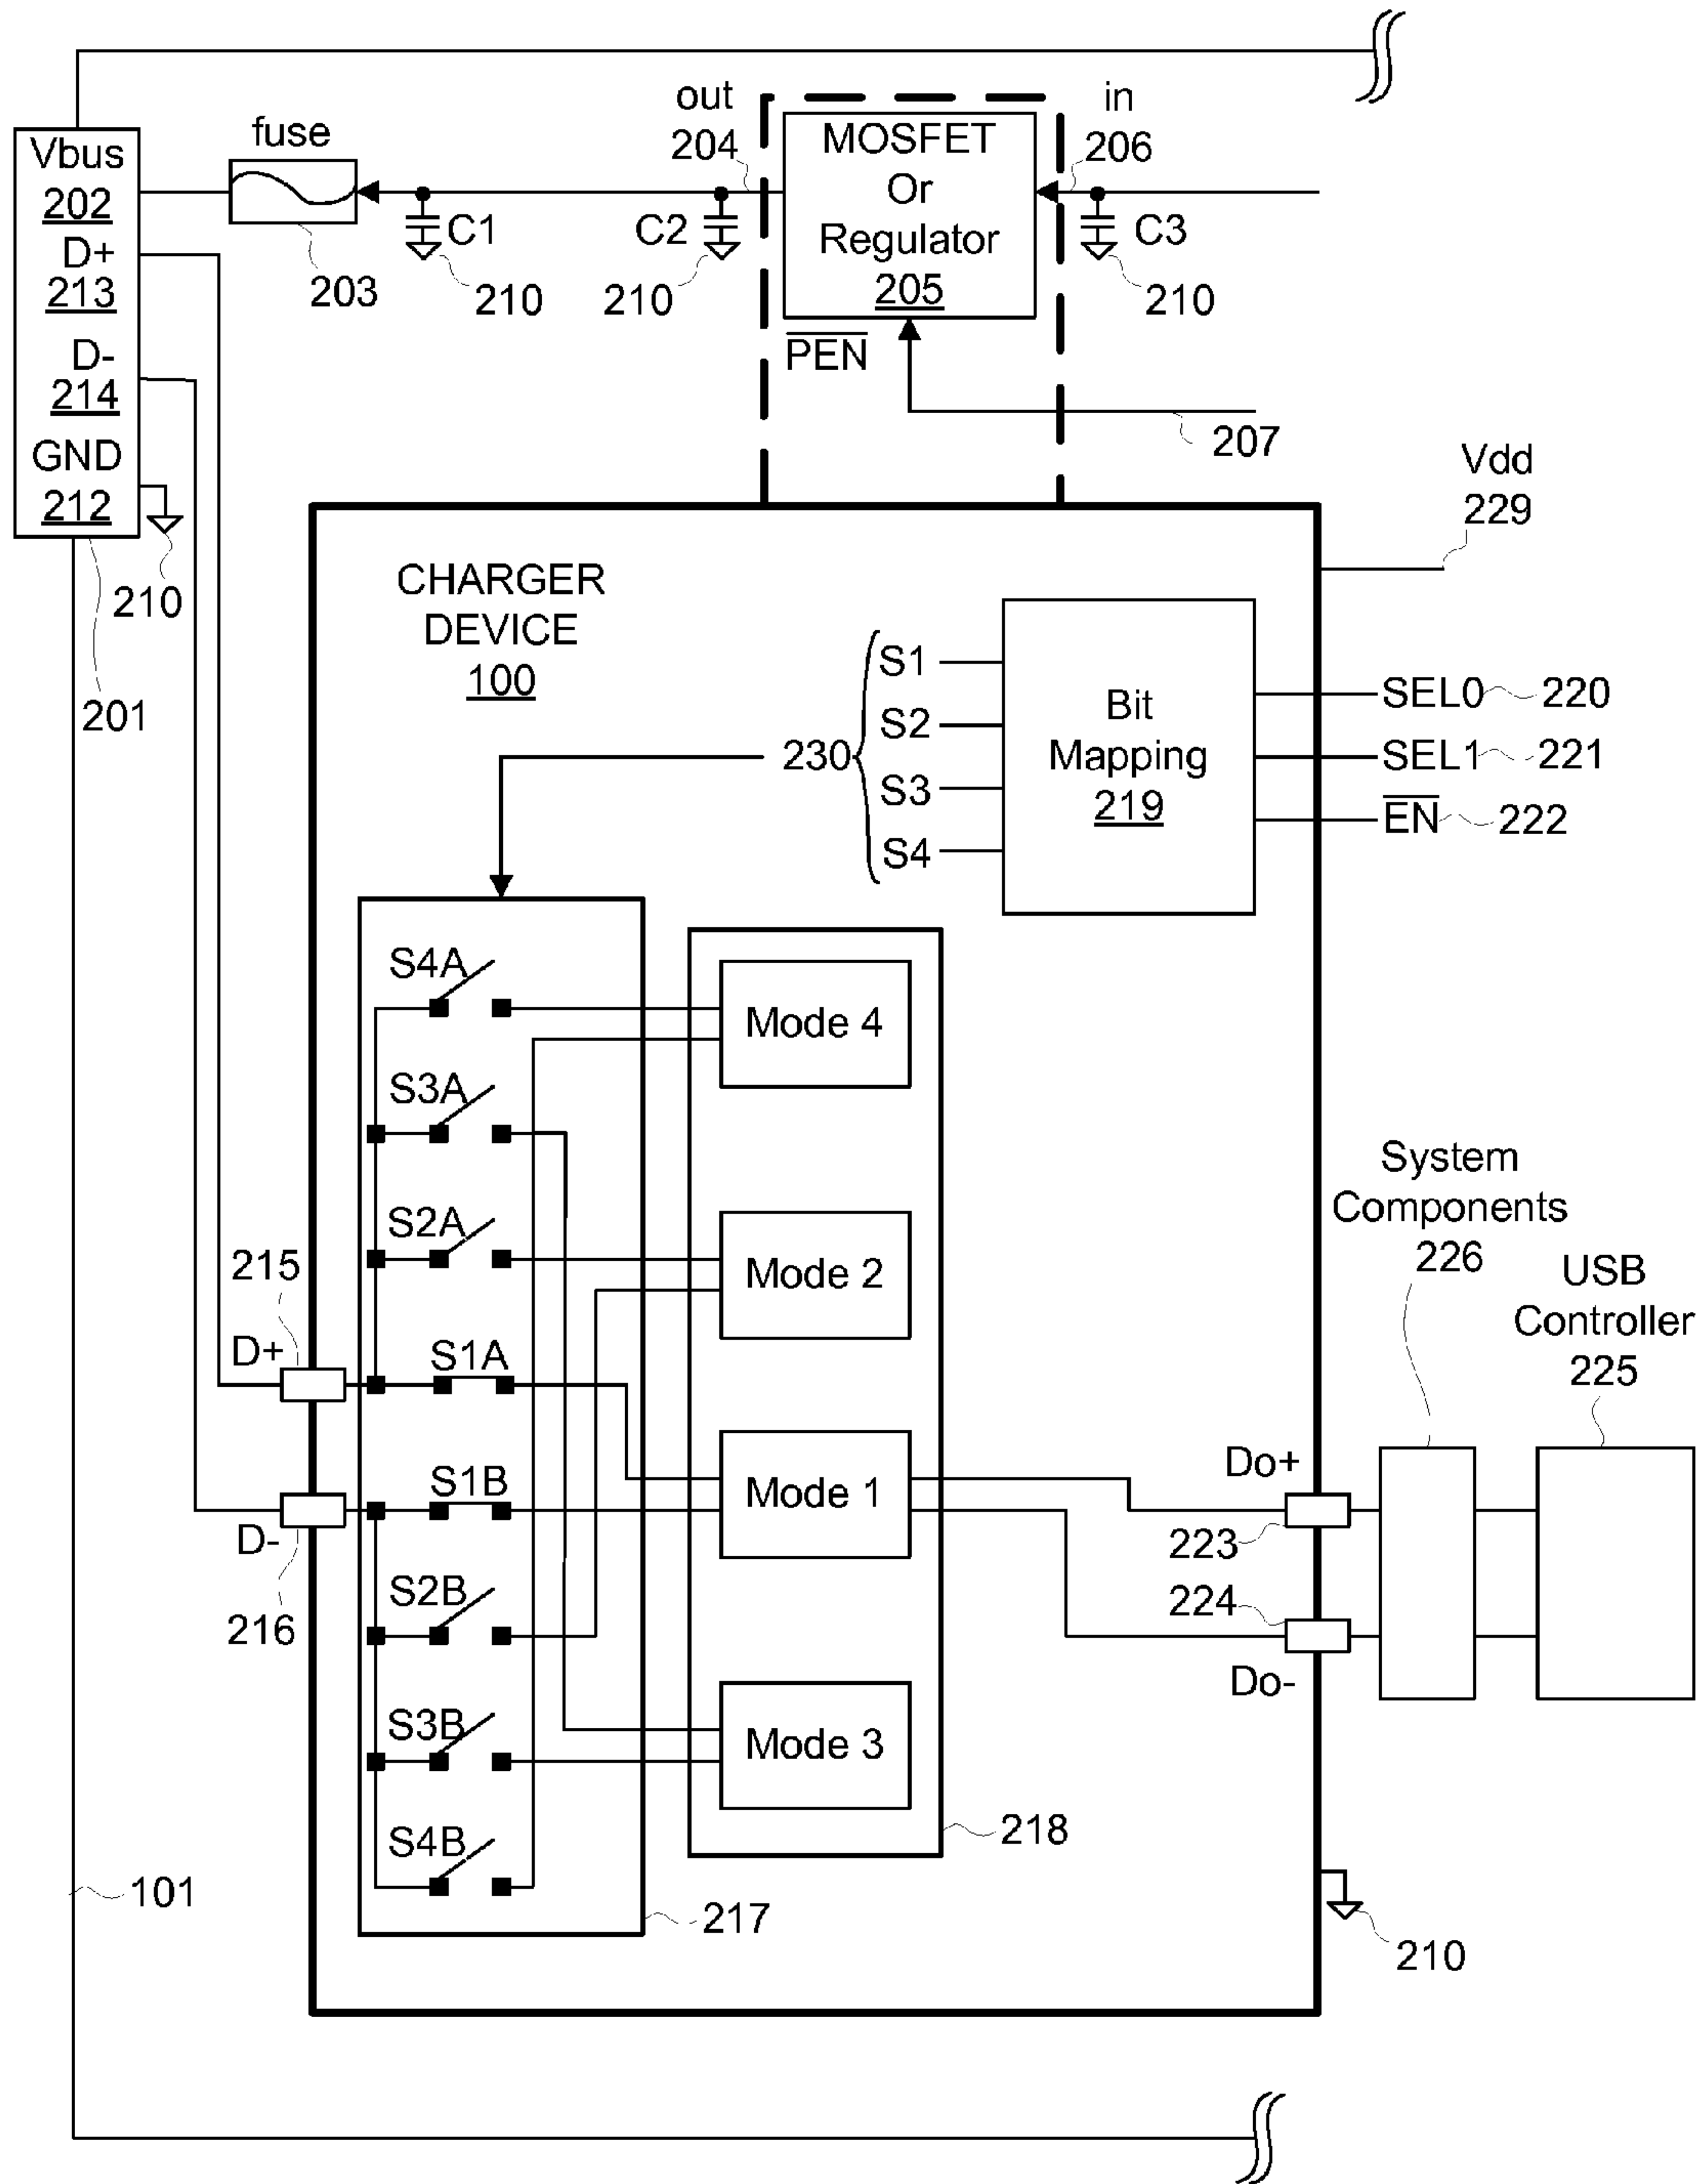 out
204
in
206
fuse
203
Vbus
202
D+
213
D-
214
GND
212
210
201
C1
210
C2
210
MOSFET
Or
Regulator
205
C3
210
PEN
207
Vdd
229
CHARGER
DEVICE
100
230
S1
S2
S3
S4
Bit
Mapping
219
SEL0 220
SEL1 221
EN 222
S4A
S3A
S2A
S1A
S1B
S2B
S3B
S4B
Mode 4
Mode 2
Mode 1
Mode 3
215
D+
D-
216
217
218
Do+
223
224
Do-
System
Components
226
USB
Controller
225
101
210